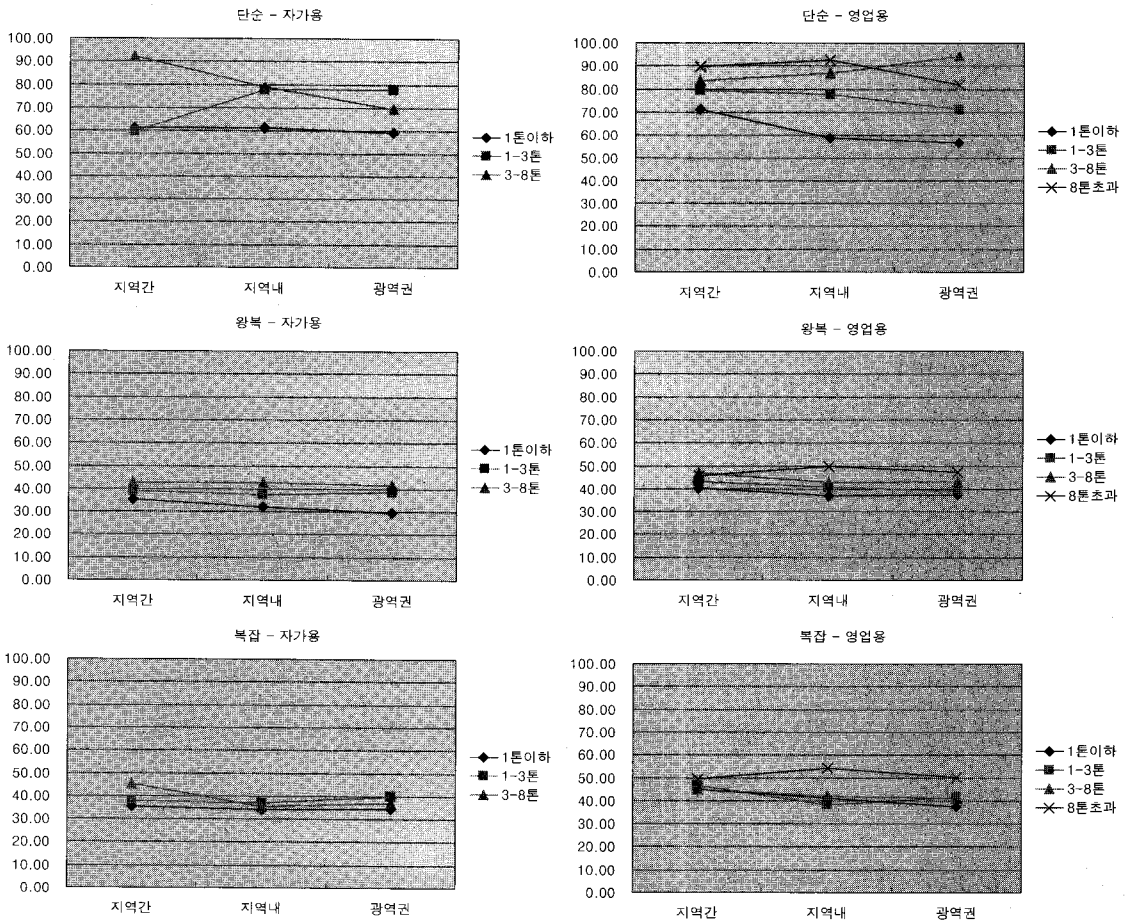 단순 - 자가용
100.00
90.00
80.00
70.00
60.00
50.00
40.00
30.00
20.00
10.00
0.00
지역간 지역내 광역권
1톤이하
1-3톤
3-8톤
단순 - 영업용
100.00
90.00
80.00
70.00
60.00
50.00
40.00
30.00
20.00
10.00
0.00
지역간 지역내 광역권
1톤이하
1-3톤
3-8톤
8톤초과
왕복 - 자가용
100.00
90.00
80.00
70.00
60.00
50.00
40.00
30.00
20.00
10.00
0.00
지역간 지역내 광역권
1톤이하
1-3톤
3-8톤
왕복 - 영업용
100.00
90.00
80.00
70.00
60.00
50.00
40.00
30.00
20.00
10.00
0.00
지역간 지역내 광역권
1톤이하
1-3톤
3-8톤
8톤초과
복잡 - 자가용
100.00
90.00
80.00
70.00
60.00
50.00
40.00
30.00
20.00
10.00
0.00
지역간 지역내 광역권
1톤이하
1-3톤
3-8톤
복잡 - 영업용
100.00
90.00
80.00
70.00
60.00
50.00
40.00
30.00
20.00
10.00
0.00
지역간 지역내 광역권
1톤이하
1-3톤
3-8톤
8톤초과